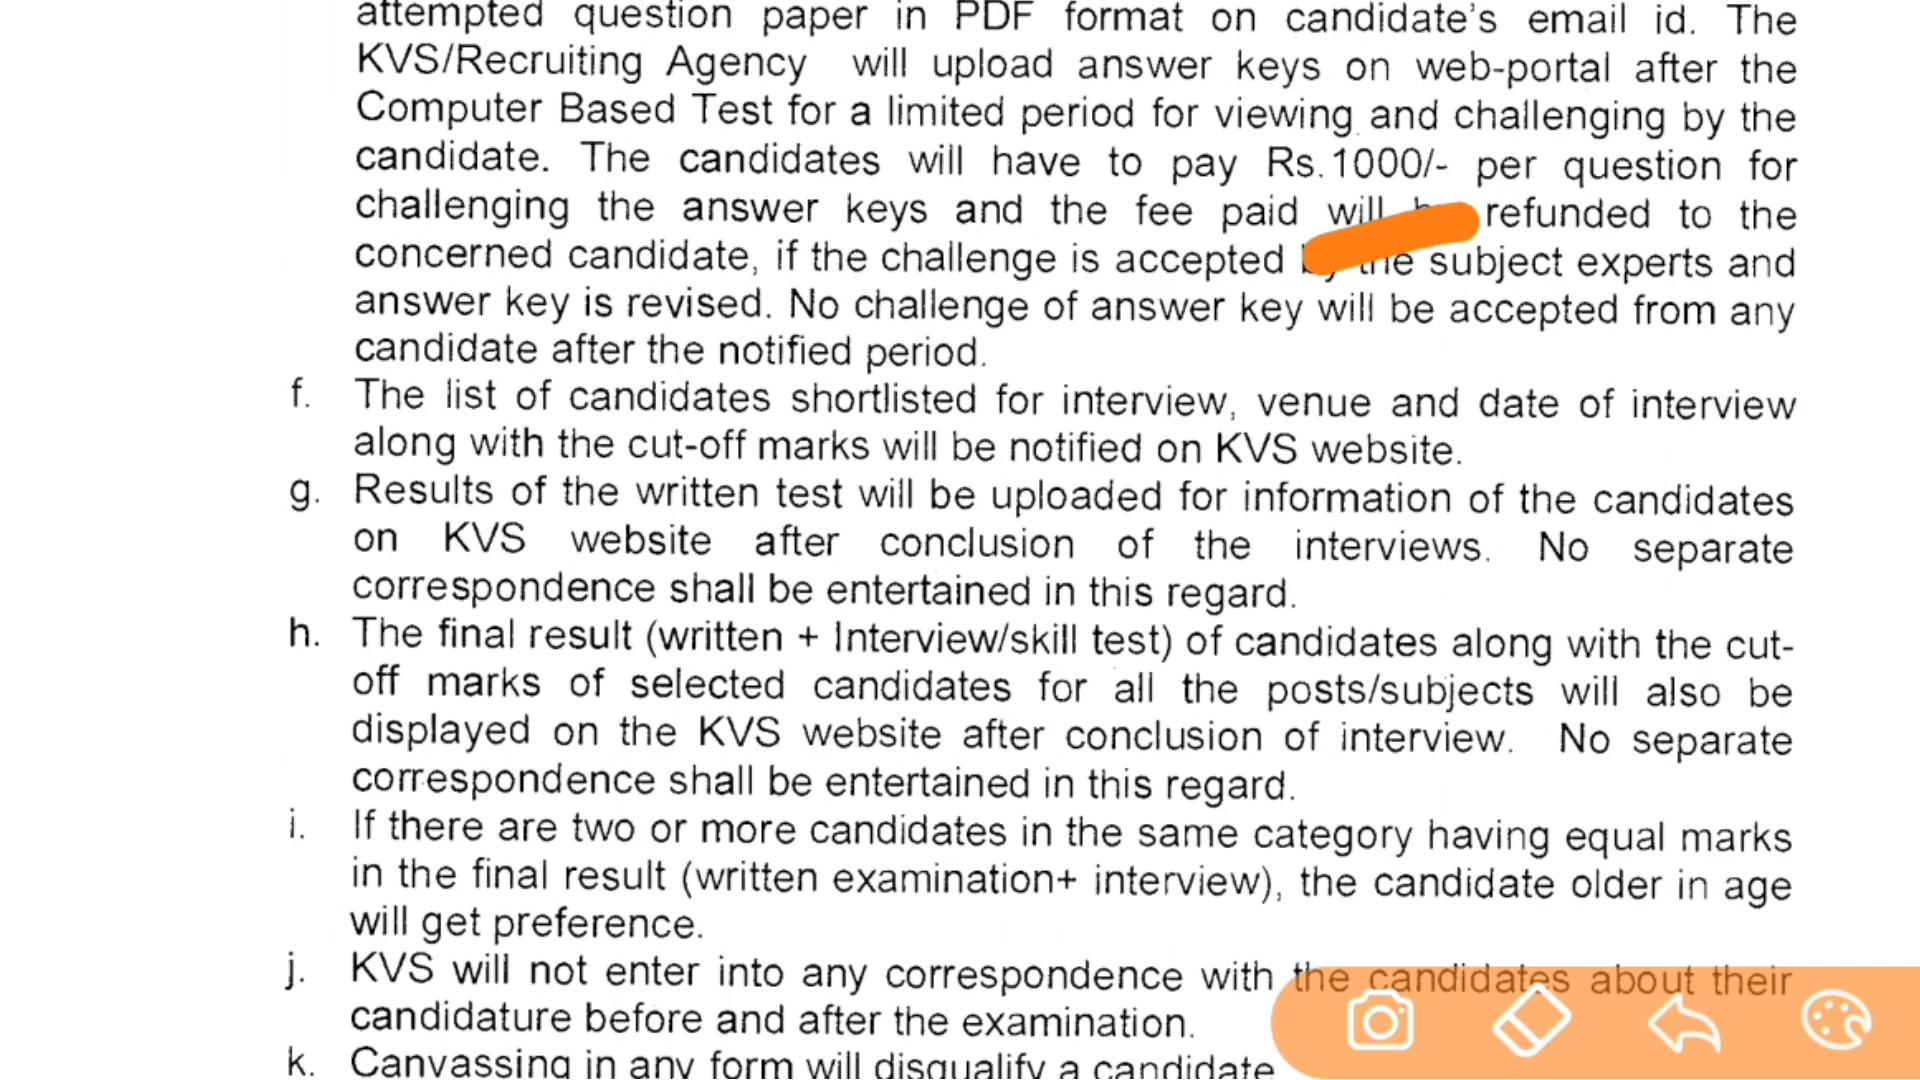 attempted question paper in PDF format on candidate's email id. The
KVS/Recruiting Agency will upload answer keys on web-portal after the
Computer Based Test for a limited period for viewing and challenging by the
candidate. The candidates will have to pay Rs.1000/- per question for
challenging the answer keys and the fee paid will refunded to the
concerned candidate, if the challenge is accepted the subject experts and
answer key is revised. No challenge of answer key will be accepted from any
candidate after the notified period.
f. The list of candidates shortlisted for interview, venue and date of interview
along with the cut-off marks will be notified on KVS website.
g. Results of the written test will be uploaded for information of the candidates
on KVS website after conclusion of the interviews. No separate
correspondence shall be entertained in this regard.
h. The final result (written + Interview/skill test) of candidates along with the cut-
off marks of selected candidates for all the posts/subjects will also be
displayed on the KVS website after conclusion of interview. No separate
correspondence shall be entertained in this regard.
i. If there are two or more candidates in the same category having equal marks
in the final result (written examination+ interview), the candidate older in age
will get preference.
j. KVS will not enter into any correspondence with the candidates about their
candidature before and after the examination.
k. Canvassing in any form will disqualify a candidate